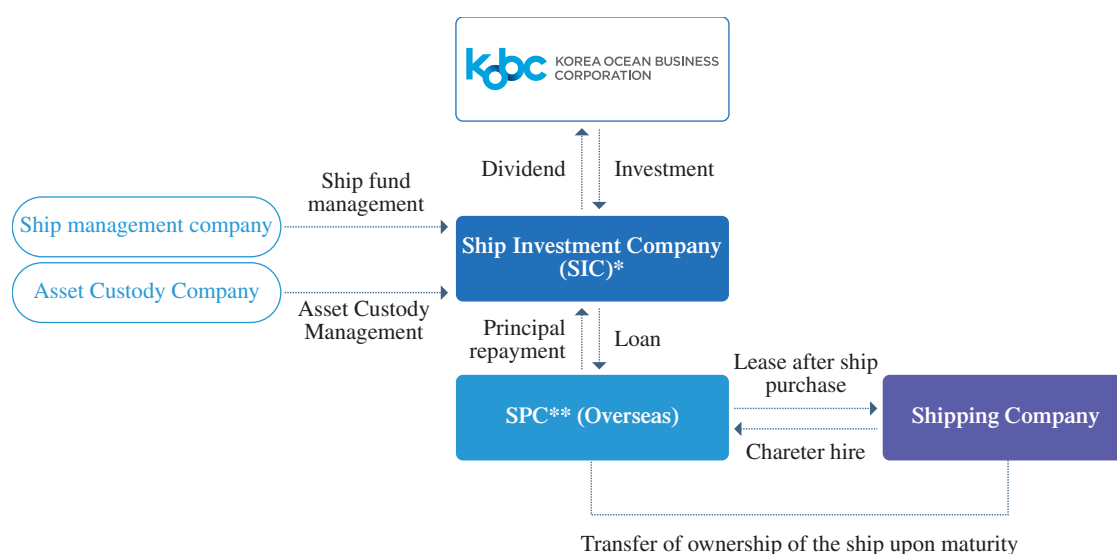 kobc KOREA OCEAN BUSINESS
CORPORATION
Dividend
Investment
Ship fund
management
Ship management company
Ship Investment Company
(SIC)*
Asset Custody Company
Asset Custody
Management
Principal
repayment
Loan
Lease after ship
purchase
SPC** (Overseas)
Shipping Company
Chareter hire
Transfer of ownership of the ship upon maturity